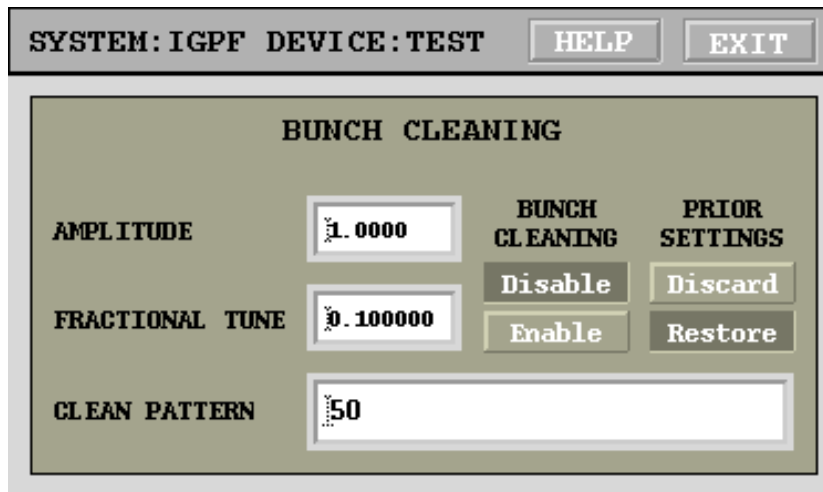 SYSTEM:IGPF DEVICE:TEST HELP EXIT
BUNCH CLEANING
AMPLITUDE 1.0000
BUNCH CLEANING
PRIOR SETTINGS
Disable Discard
FRACTIONAL TUNE 0.100000
Enable Restore
CLEAN PATTERN 50